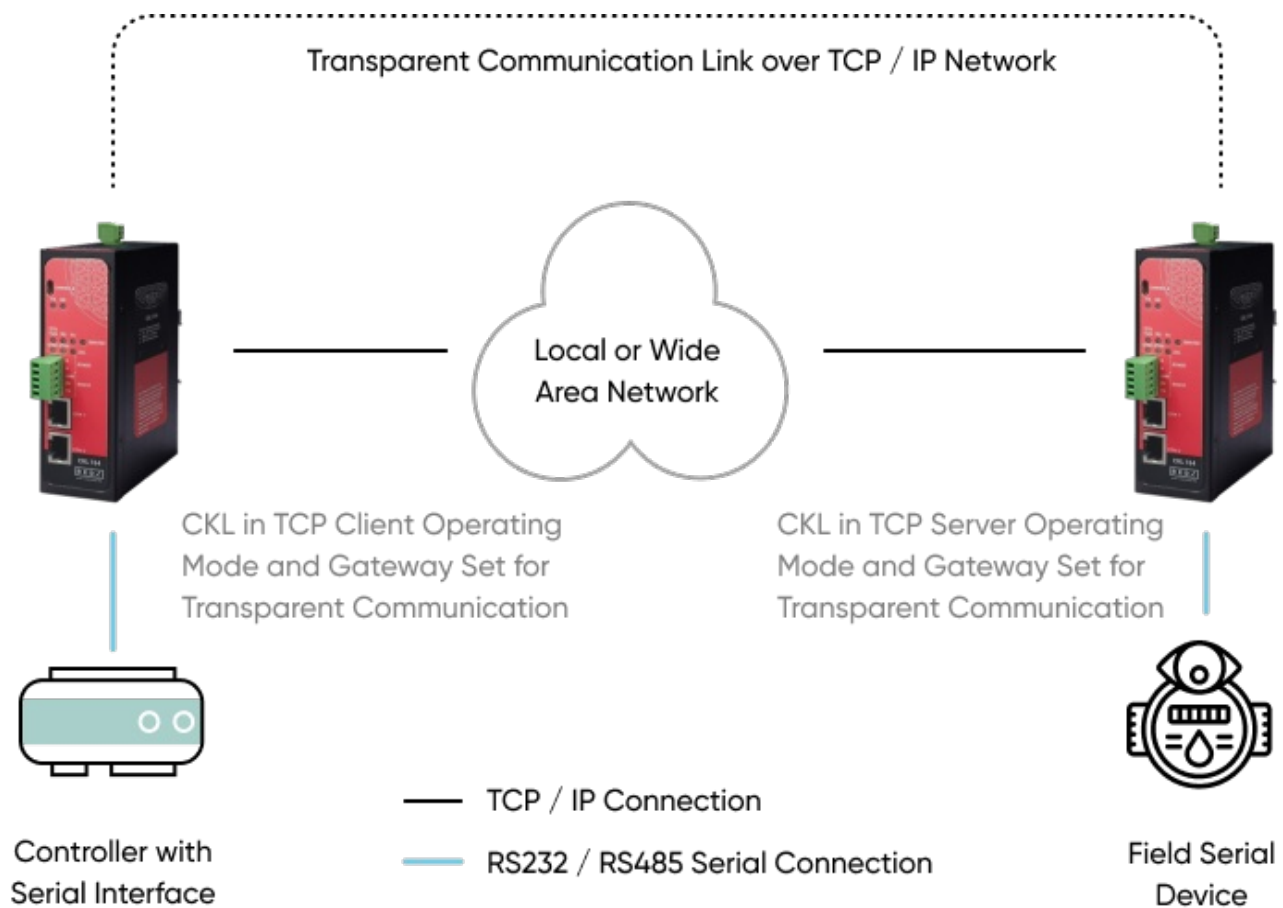 Transparent Communication Link over TCP / IP Network
Local or Wide
Area Network
CKL in TCP Client Operating
Mode and Gateway Set for
Transparent Communication
CKL in TCP Server Operating
Mode and Gateway Set for
Transparent Communication
TCP / IP Connection
RS232 / RS485 Serial Connection
Controller with
Serial Interface
Field Serial
Device